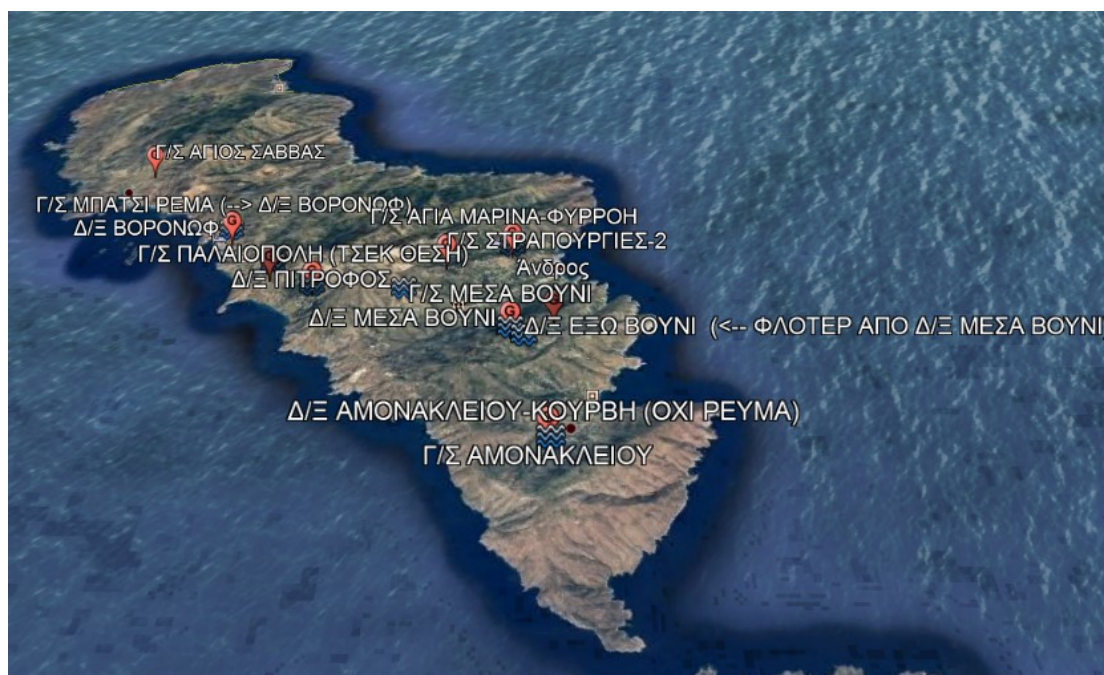 Γ/Σ ΑΓΙΟΣ ΣΑΒΒΑΣ
Γ/Σ ΜΠΑΤΣΙ ΡΕΜΑ (--> Δ/Ξ ΒΟΡΟΝΩΦ)
Γ/Σ ΑΓΙΑ ΜΑΡΙΝΑ-ΦΥΡΡΟΗ
Δ/Ξ ΒΟΡΟΝΩΦ
Γ/Σ ΣΤΡΑΠΟΥΡΓΙΕΣ-2
Γ/Σ ΠΑΛΑΙΟΠΟΛΗ (ΤΣΕΚ ΘΕΣΗ)
Άνδρος
Δ/Ξ ΠΙΤΡΟΦΟΣ
Γ/Σ ΜΕΣΑ ΒΟΥΝΙ
Δ/Ξ ΜΕΣΑ ΒΟΥΝΙ
Δ/Ξ ΕΞΩ ΒΟΥΝΙ (<-- ΦΛΟΤΕΡ ΑΠΟ Δ/Ξ ΜΕΣΑ ΒΟΥΝΙ)
Δ/Ξ ΑΜΟΝΑΚΛΕΙΟΥ-ΚΟΥΡΒΗ (ΟΧΙ ΡΕΥΜΑ)
Γ/Σ ΑΜΟΝΑΚΛΕΙΟΥ